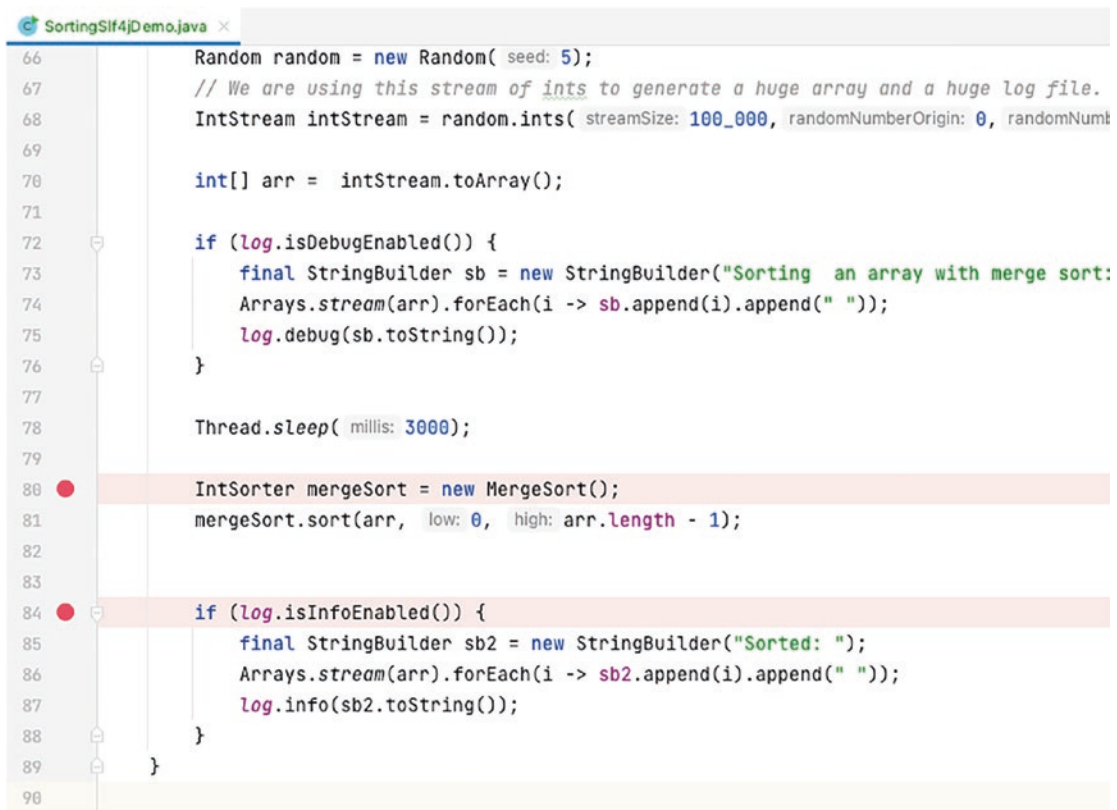 SortingSlf4jDemo.java ×
66 Random random = new Random( seed: 5);
67 // We are using this stream of ints to generate a huge array and a huge log file.
68 IntStream intStream = random.ints( streamSize: 100_000, randomNumberOrigin: 0, randomNumb
69
70 int[] arr =  intStream.toArray();
71
72 if (log.isDebugEnabled()) {
73 final StringBuilder sb = new StringBuilder("Sorting  an array with merge sort:
74 Arrays.stream(arr).forEach(i -> sb.append(i).append(" "));
75 log.debug(sb.toString());
76 }
77
78 Thread.sleep( millis: 3000);
79
80 IntSorter mergeSort = new MergeSort();
81 mergeSort.sort(arr,  low: 0,  high: arr.length - 1);
82
83
84 if (log.isInfoEnabled()) {
85 final StringBuilder sb2 = new StringBuilder("Sorted: ");
86 Arrays.stream(arr).forEach(i -> sb2.append(i).append(" "));
87 log.info(sb2.toString());
88 }
89 }
90